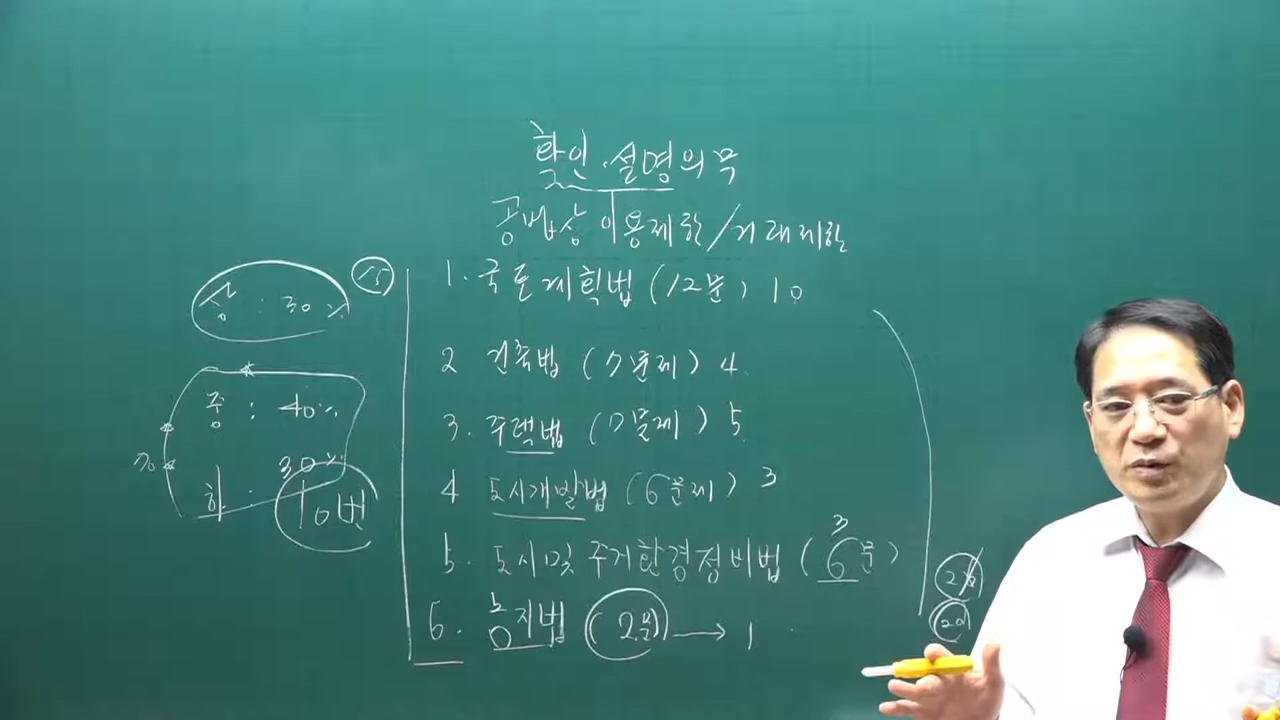 확인·설명의무
공법상 이용제한/거래제한
1. 국토계획법 (12문) 10
2 건축법 (7문제) 4
3. 주택법 (7문제) 5
4 도시개발법 (6문제) 3
5. 도시 및 주거환경정비법 (6문) 3
6. 농지법 (2문) → 1
상 : 30%
중 : 40%
하 : 30%
10번
70
20